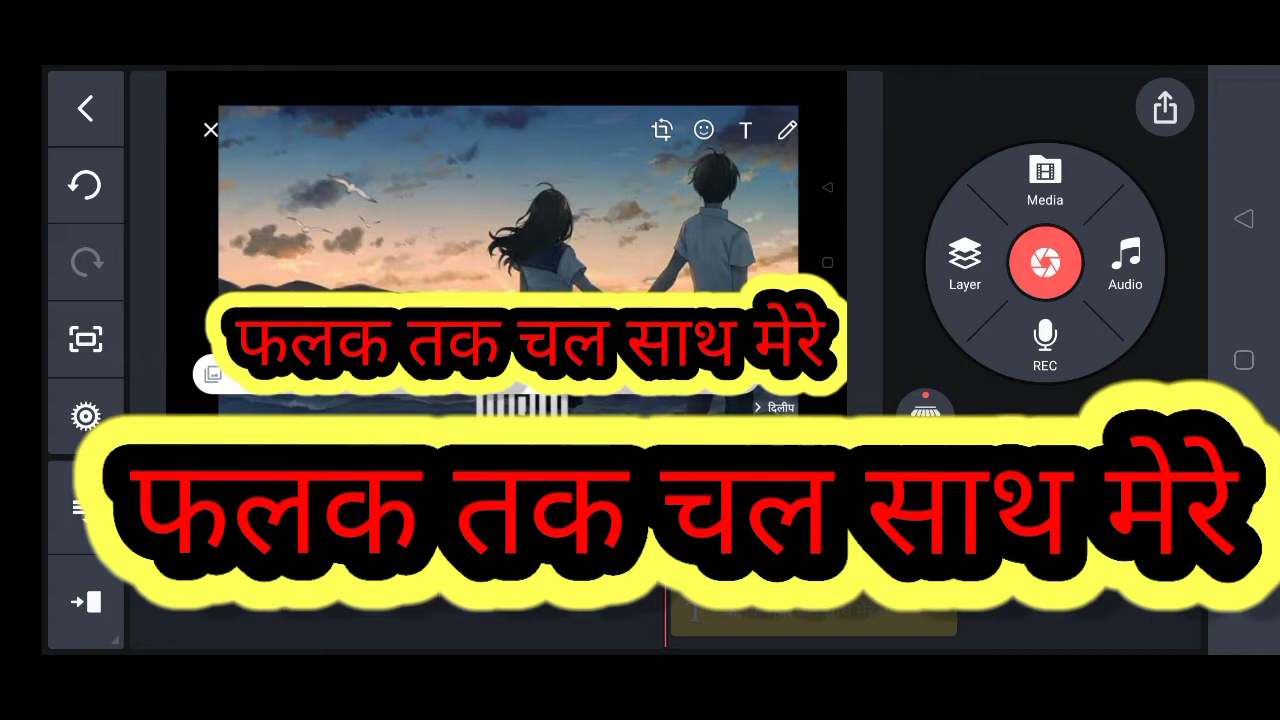 T
Media
Layer
Audio
REC
फलक तक चल साथ मेरे
दिलीप
फलक तक चल साथ मेरे